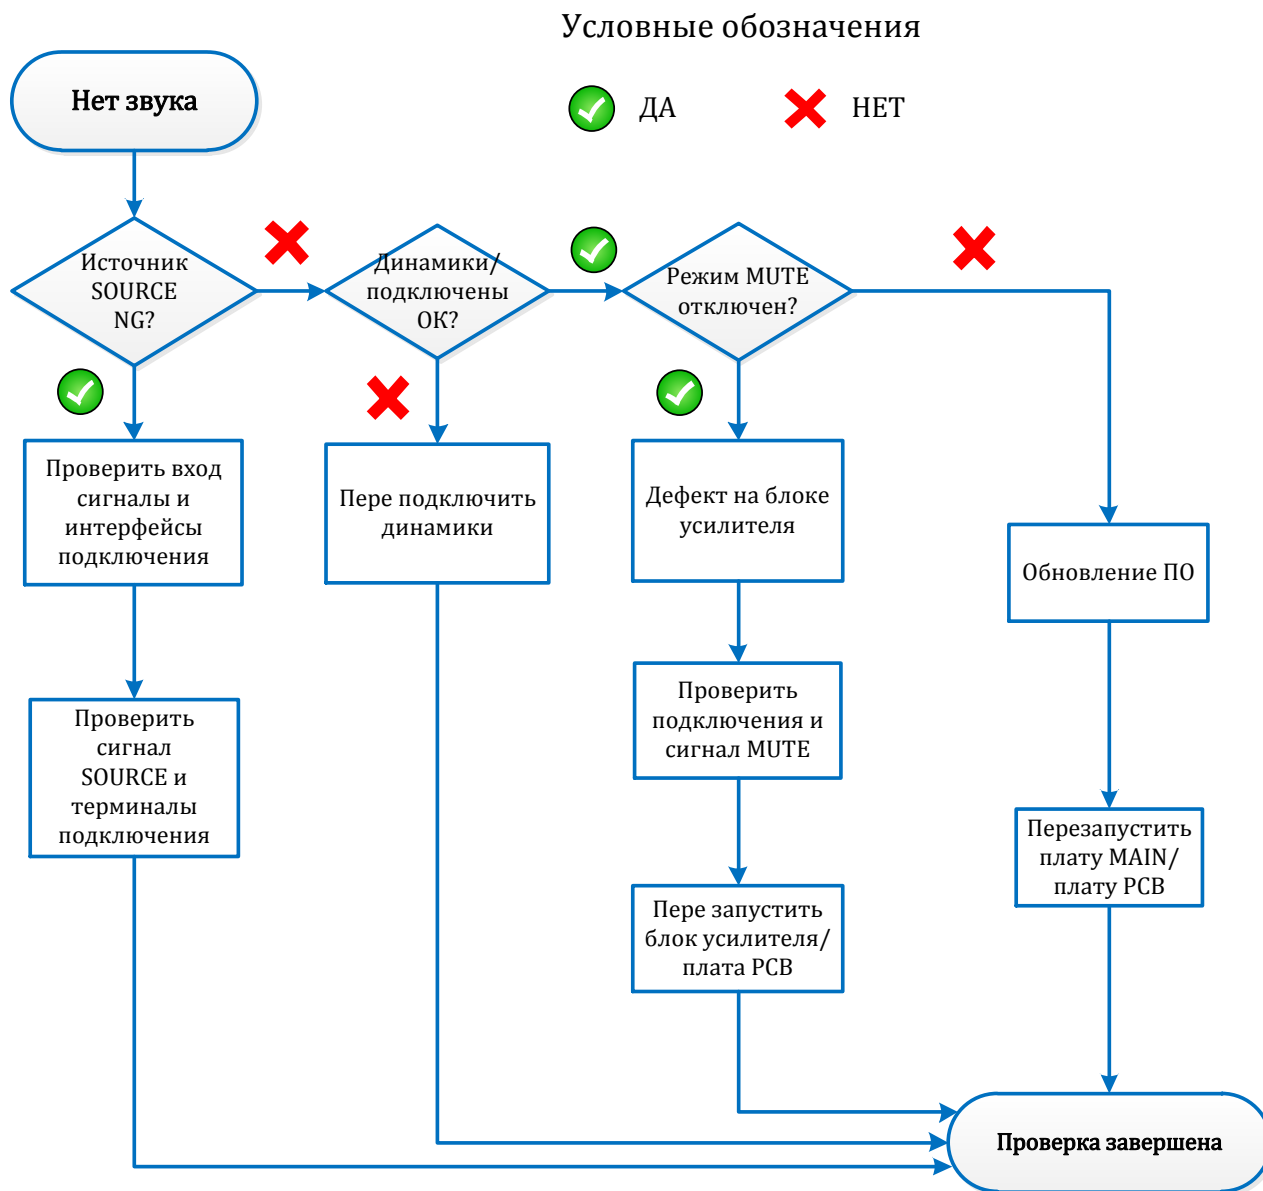 Условные обозначения
Нет звука
ДА
НЕТ
Источник
SOURCE
NG?
Динамики/
подключены
ОК?
Режим MUTE
отключен?
Проверить вход
сигналы и
интерфейсы
подключения
Пере подключить
динамики
Дефект на блоке
усилителя
Обновление ПО
Проверить
сигнал
SOURCE и
терминалы
подключения
Проверить
подключения и
сигнал MUTE
Перезапустить
плату MAIN/
плату PCB
Пере запустить
блок усилителя/
плата PCB
Проверка завершена